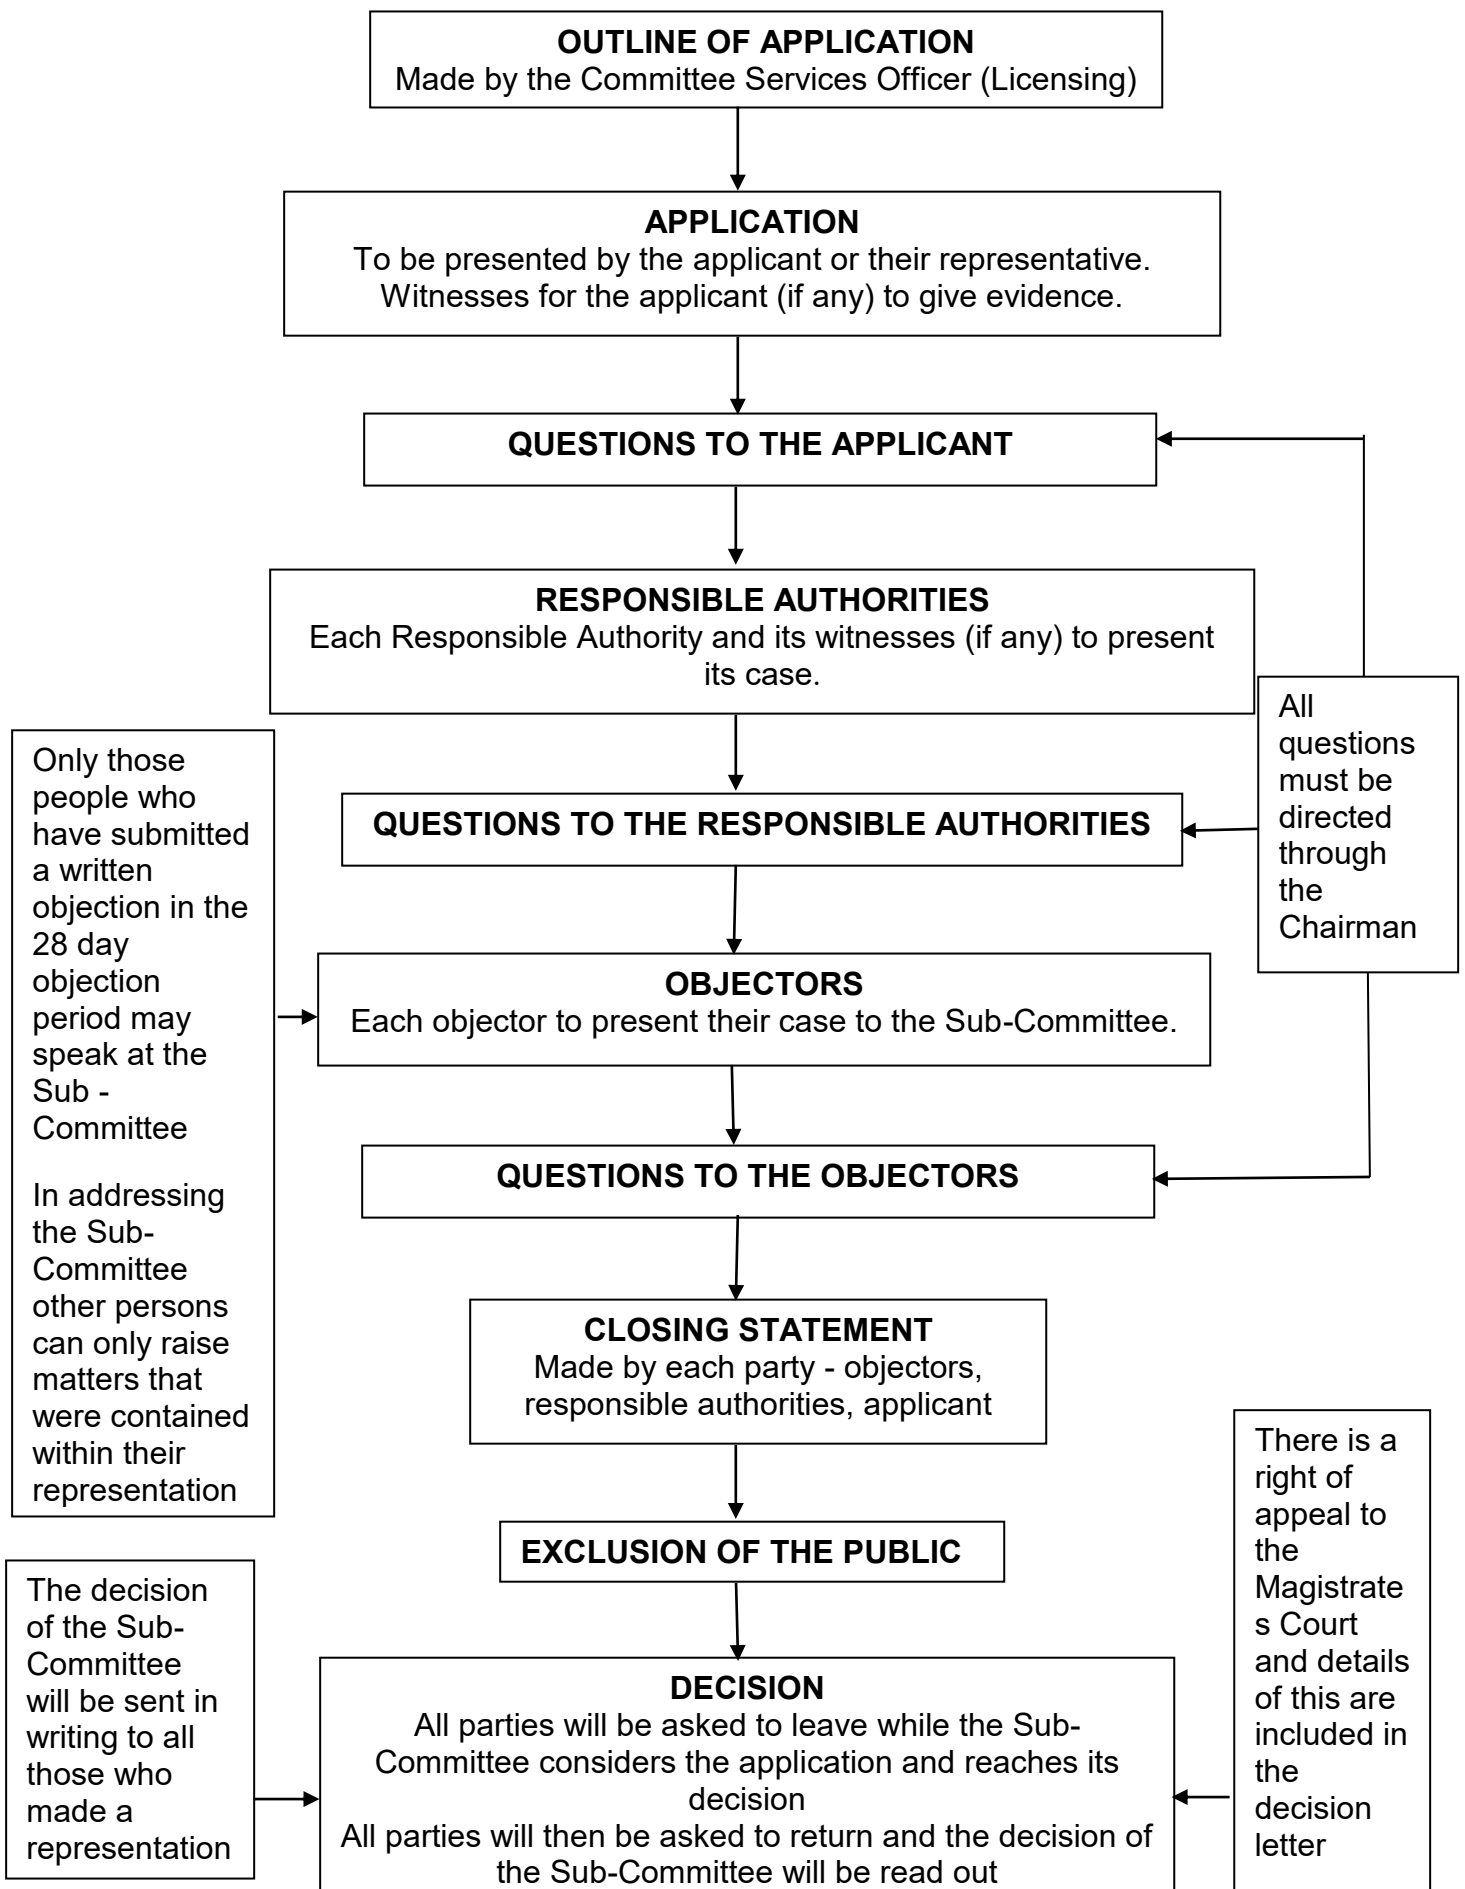 OUTLINE OF APPLICATION
Made by the Committee Services Officer (Licensing)
APPLICATION
To be presented by the applicant or their representative.
Witnesses for the applicant (if any) to give evidence.
QUESTIONS TO THE APPLICANT
RESPONSIBLE AUTHORITIES
Each Responsible Authority and its witnesses (if any) to present
its case.
All
questions
must be
directed
through
the
Chairman
Only those
people who
have submitted
a written
objection in the
28 day
objection
period may
speak at the
Sub -
Committee
In addressing
the Sub-
Committee
other persons
can only raise
matters that
were contained
within their
representation
QUESTIONS TO THE RESPONSIBLE AUTHORITIES
OBJECTORS
Each objector to present their case to the Sub-Committee.
QUESTIONS TO THE OBJECTORS
CLOSING STATEMENT
Made by each party - objectors,
responsible authorities, applicant
EXCLUSION OF THE PUBLIC
There is a
right of
appeal to
the
Magistrate
s Court
and details
of this are
included in
the
decision
letter
The decision
of the Sub-
Committee
will be sent in
writing to all
those who
made a
representation
DECISION
All parties will be asked to leave while the Sub-
Committee considers the application and reaches its
decision
All parties will then be asked to return and the decision of
the Sub-Committee will be read out